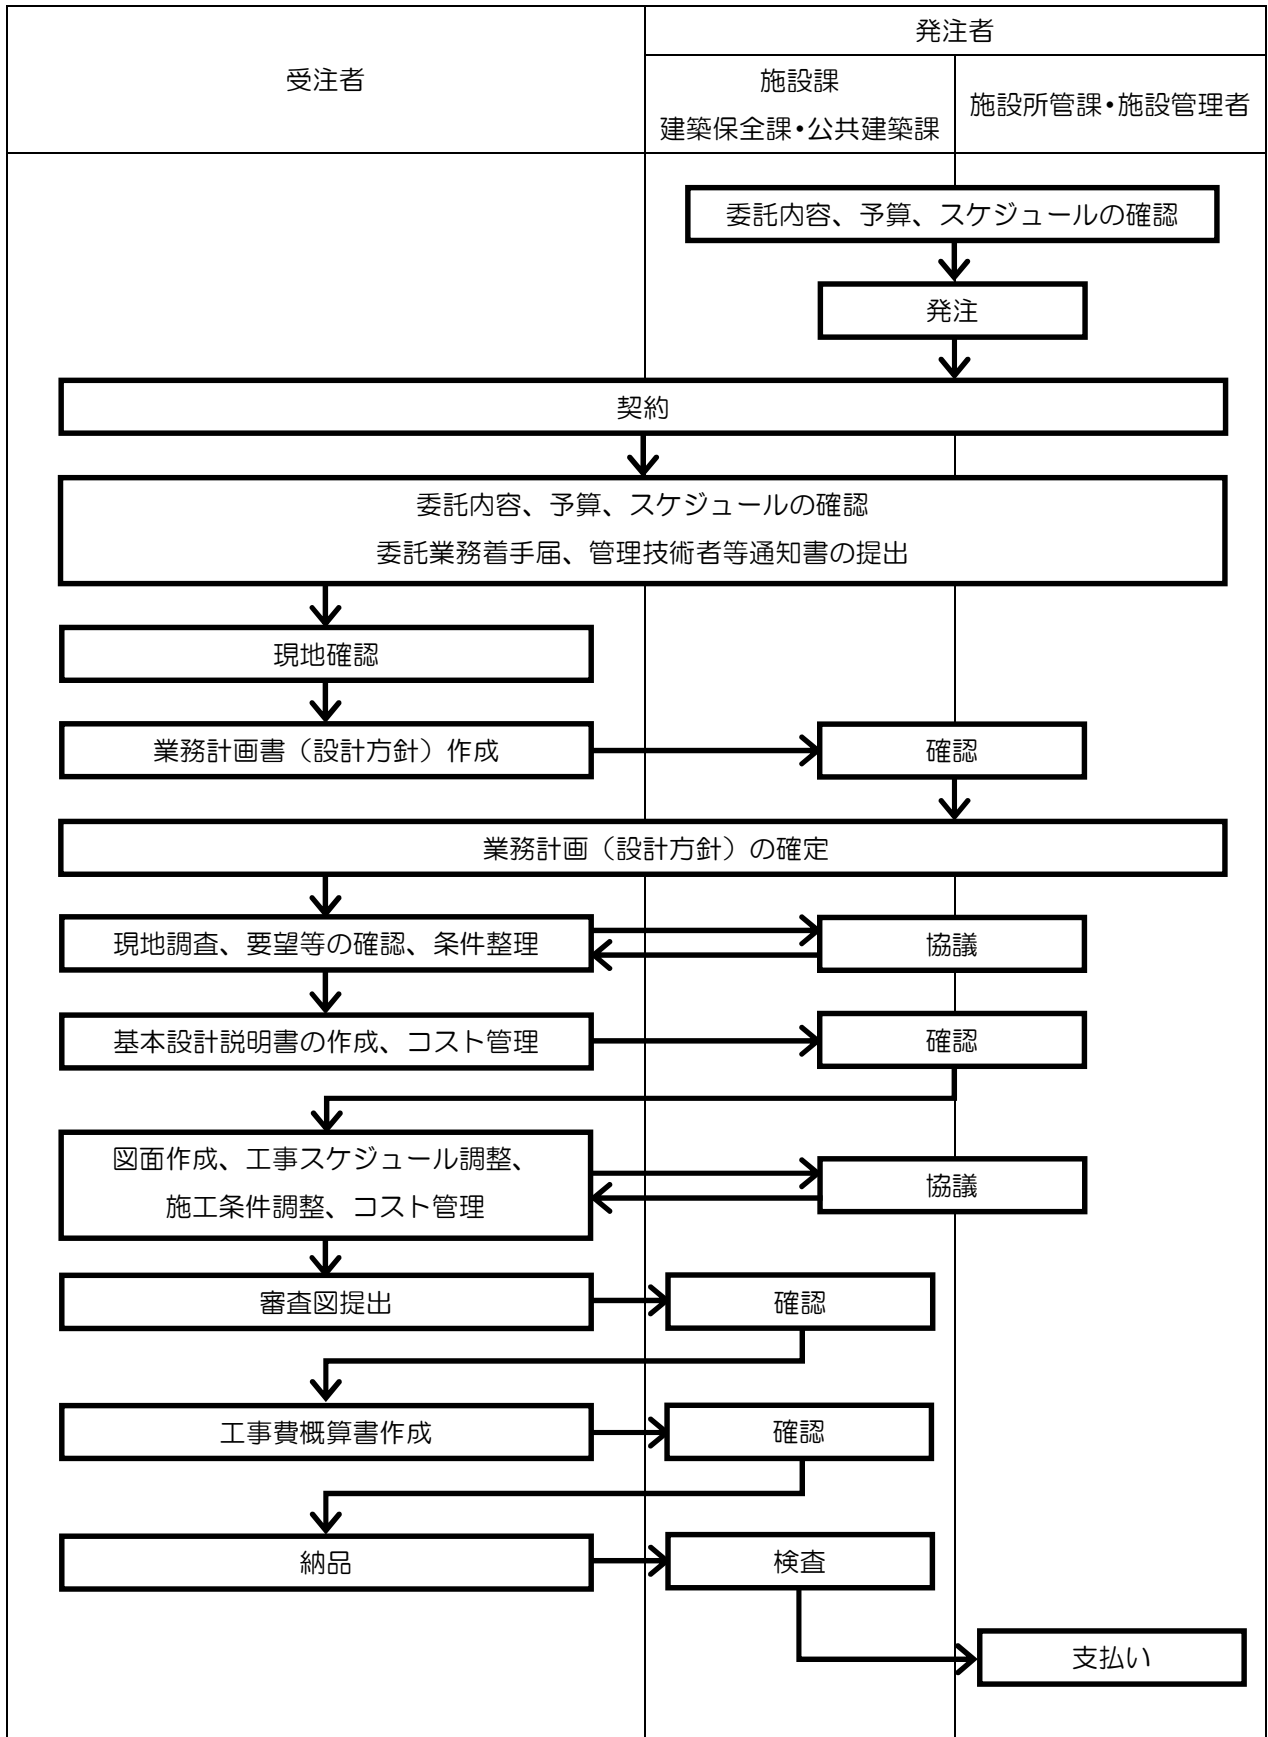 発注者
受注者
施設課
建築保全課・公共建築課
施設所管課・施設管理者
委託内容、予算、スケジュールの確認
発注
契約
委託内容、予算、スケジュールの確認
委託業務着手届、管理技術者等通知書の提出
現地確認
業務計画書（設計方針）作成
確認
業務計画（設計方針）の確定
現地調査、要望等の確認、条件整理
協議
基本設計説明書の作成、コスト管理
確認
図面作成、工事スケジュール調整、
施工条件調整、コスト管理
協議
審査図提出
確認
工事費概算書作成
確認
納品
検査
支払い